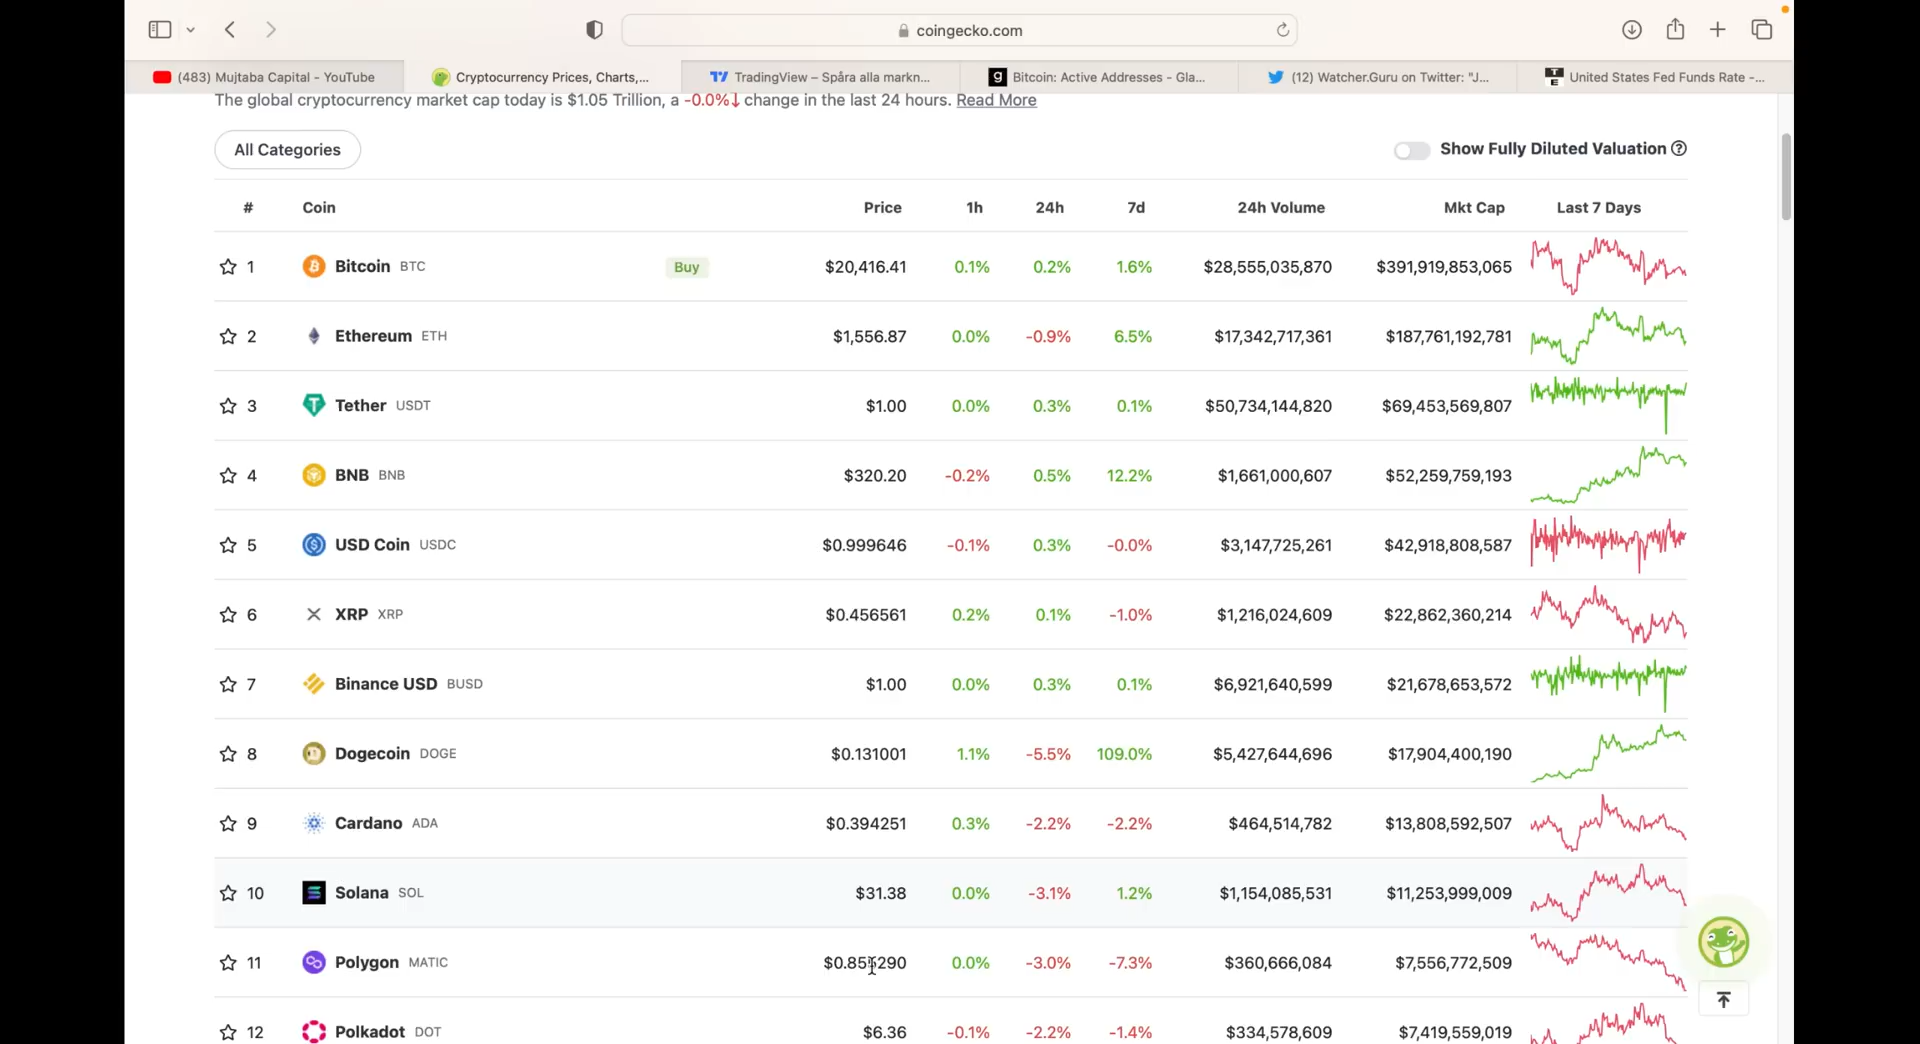 coingecko.com
(483) Mujtaba Capital - YouTube
Cryptocurrency Prices, Charts,...
TradingView – Spåra alla markn...
Bitcoin: Active Addresses - Gla...
(12) Watcher.Guru on Twitter: "J...
United States Fed Funds Rate -...
The global cryptocurrency market cap today is $1.05 Trillion, a -0.0%↓ change in the last 24 hours. Read More
All Categories
Show Fully Diluted Valuation ?
# Coin Price 1h 24h 7d 24h Volume Mkt Cap Last 7 Days
1 Bitcoin BTC Buy $20,416.41 0.1% 0.2% 1.6% $28,555,035,870 $391,919,853,065
2 Ethereum ETH $1,556.87 0.0% -0.9% 6.5% $17,342,717,361 $187,761,192,781
3 Tether USDT $1.00 0.0% 0.3% 0.1% $50,734,144,820 $69,453,569,807
4 BNB BNB $320.20 -0.2% 0.5% 12.2% $1,661,000,607 $52,259,759,193
5 USD Coin USDC $0.999646 -0.1% 0.3% -0.0% $3,147,725,261 $42,918,808,587
6 XRP XRP $0.456561 0.2% 0.1% -1.0% $1,216,024,609 $22,862,360,214
7 Binance USD BUSD $1.00 0.0% 0.3% 0.1% $6,921,640,599 $21,678,653,572
8 Dogecoin DOGE $0.131001 1.1% -5.5% 109.0% $5,427,644,696 $17,904,400,190
9 Cardano ADA $0.394251 0.3% -2.2% -2.2% $464,514,782 $13,808,592,507
10 Solana SOL $31.38 0.0% -3.1% 1.2% $1,154,085,531 $11,253,999,009
11 Polygon MATIC 0.0% -3.0% -7.3% $360,666,084 $7,556,772,509
12 Polkadot DOT $6.36 -0.1% -2.2% -1.4% $334,578,609 $7,419,559,019